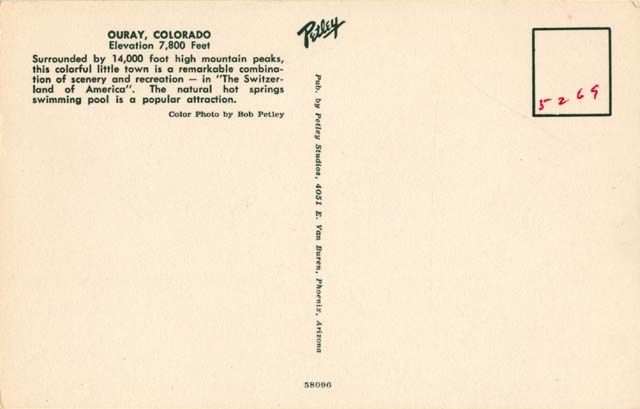 OURAY, COLORADO
Elevation 7,800 Feet
Surrounded by 14,000 foot high mountain peaks,
this colorful little town is a remarkable combina-
tion of scenery and recreation — in "The Switzer-
land of America". The natural hot springs
swimming pool is a popular attraction.
Color Photo by Bob Petley
Petley
Pub. by Petley Studios, 4051 E. Van Buren, Phoenix, Arizona
58096
5269